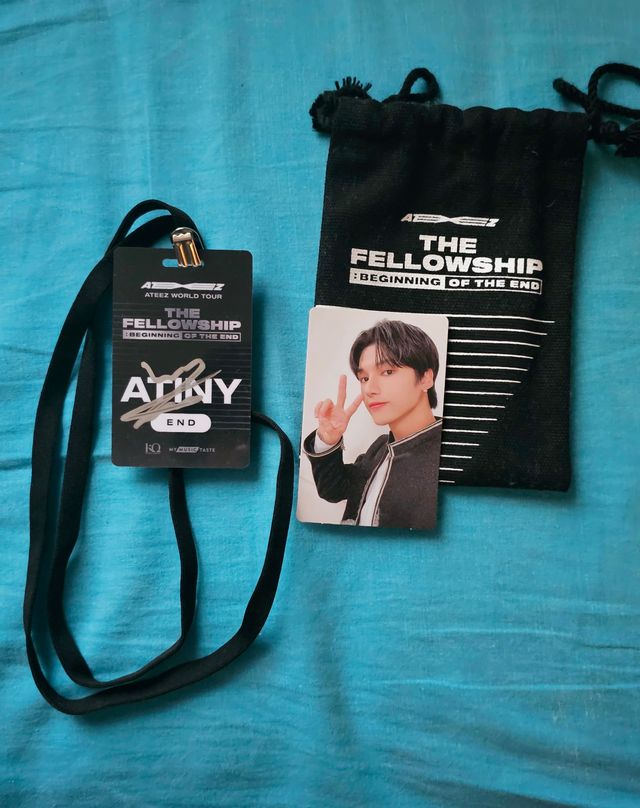 ATEEZ
ATEEZ WORLD TOUR
THE
FELLOWSHIP
: BEGINNING OF THE END
ATINY
END
KQ
MY MUSIC TASTE
ATEEZ
THE
FELLOWSHIP
: BEGINNING OF THE END